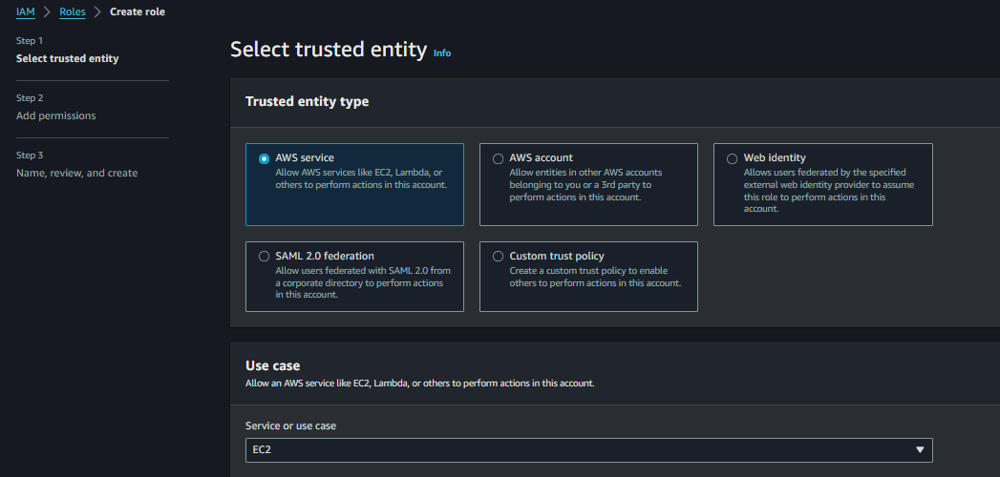 IAM > Roles > Create role
Step 1
Select trusted entity
Step 2
Add permissions
Step 3
Name, review, and create
Select trusted entity Info
Trusted entity type
AWS service
Allow AWS services like EC2, Lambda, or
others to perform actions in this account.
AWS account
Allow entities in other AWS accounts
belonging to you or a 3rd party to
perform actions in this account.
Web identity
Allows users federated by the specified
external web identity provider to assume
this role to perform actions in this
account.
SAML 2.0 federation
Allow users federated with SAML 2.0 from
a corporate directory to perform actions
in this account.
Custom trust policy
Create a custom trust policy to enable
others to perform actions in this account.
Use case
Allow an AWS service like EC2, Lambda, or others to perform actions in this account.
Service or use case
EC2